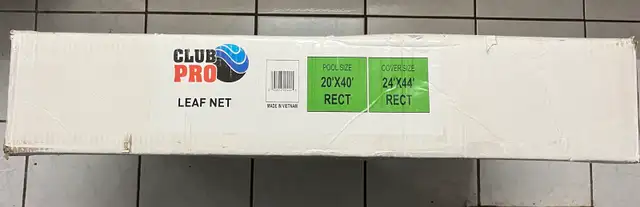 CLUB
PRO
LEAF NET
MADE IN VIETNAM
POOL SIZE
20'X40'
RECT
COVER SIZE
24'X44'
RECT